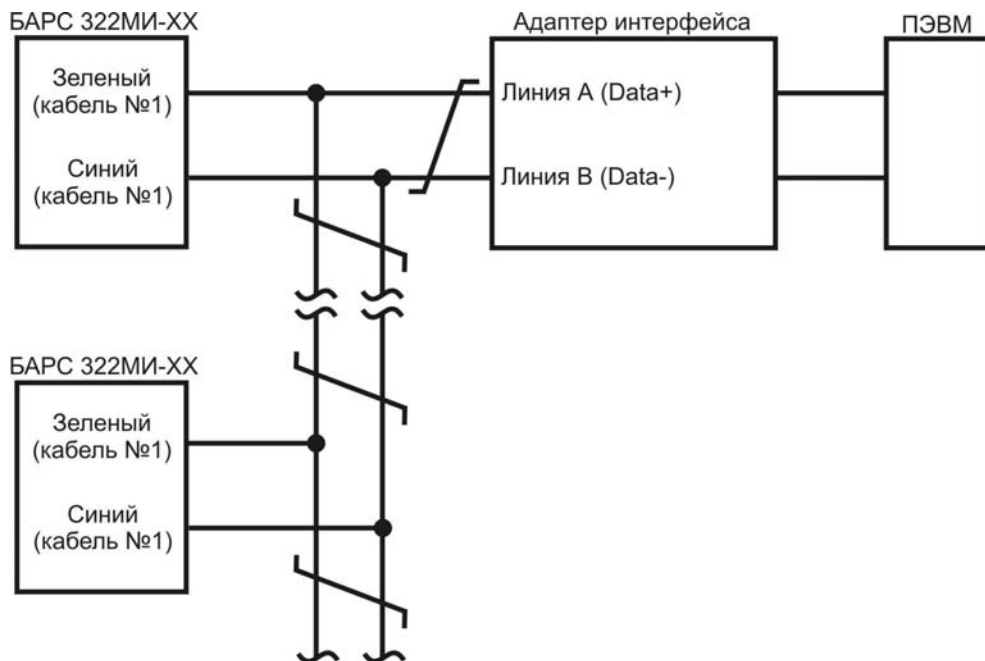 БАРС 322МИ-ХХ
Зеленый
(кабель №1)
Синий
(кабель №1)
Адаптер интерфейса
Линия А (Data+)
Линия В (Data-)
ПЭВМ
БАРС 322МИ-ХХ
Зеленый
(кабель №1)
Синий
(кабель №1)